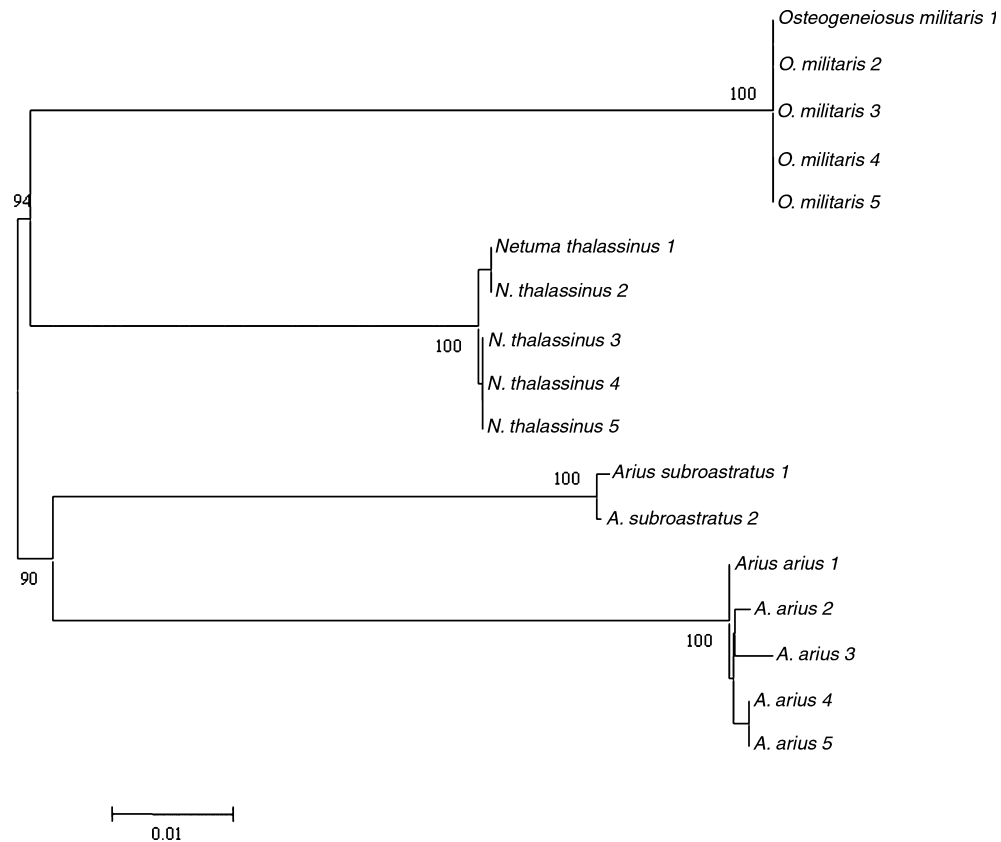 Osteogeneiosus militaris 1
O. militaris 2
100
O. militaris 3
O. militaris 4
94
O. militaris 5
Netuma thalassinus 1
N. thalassinus 2
N. thalassinus 3
100
N. thalassinus 4
N. thalassinus 5
Arius subroastratus 1
100
A. subroastratus 2
Arius arius 1
90
A. arius 2
100
A. arius 3
A. arius 4
A. arius 5
0.01